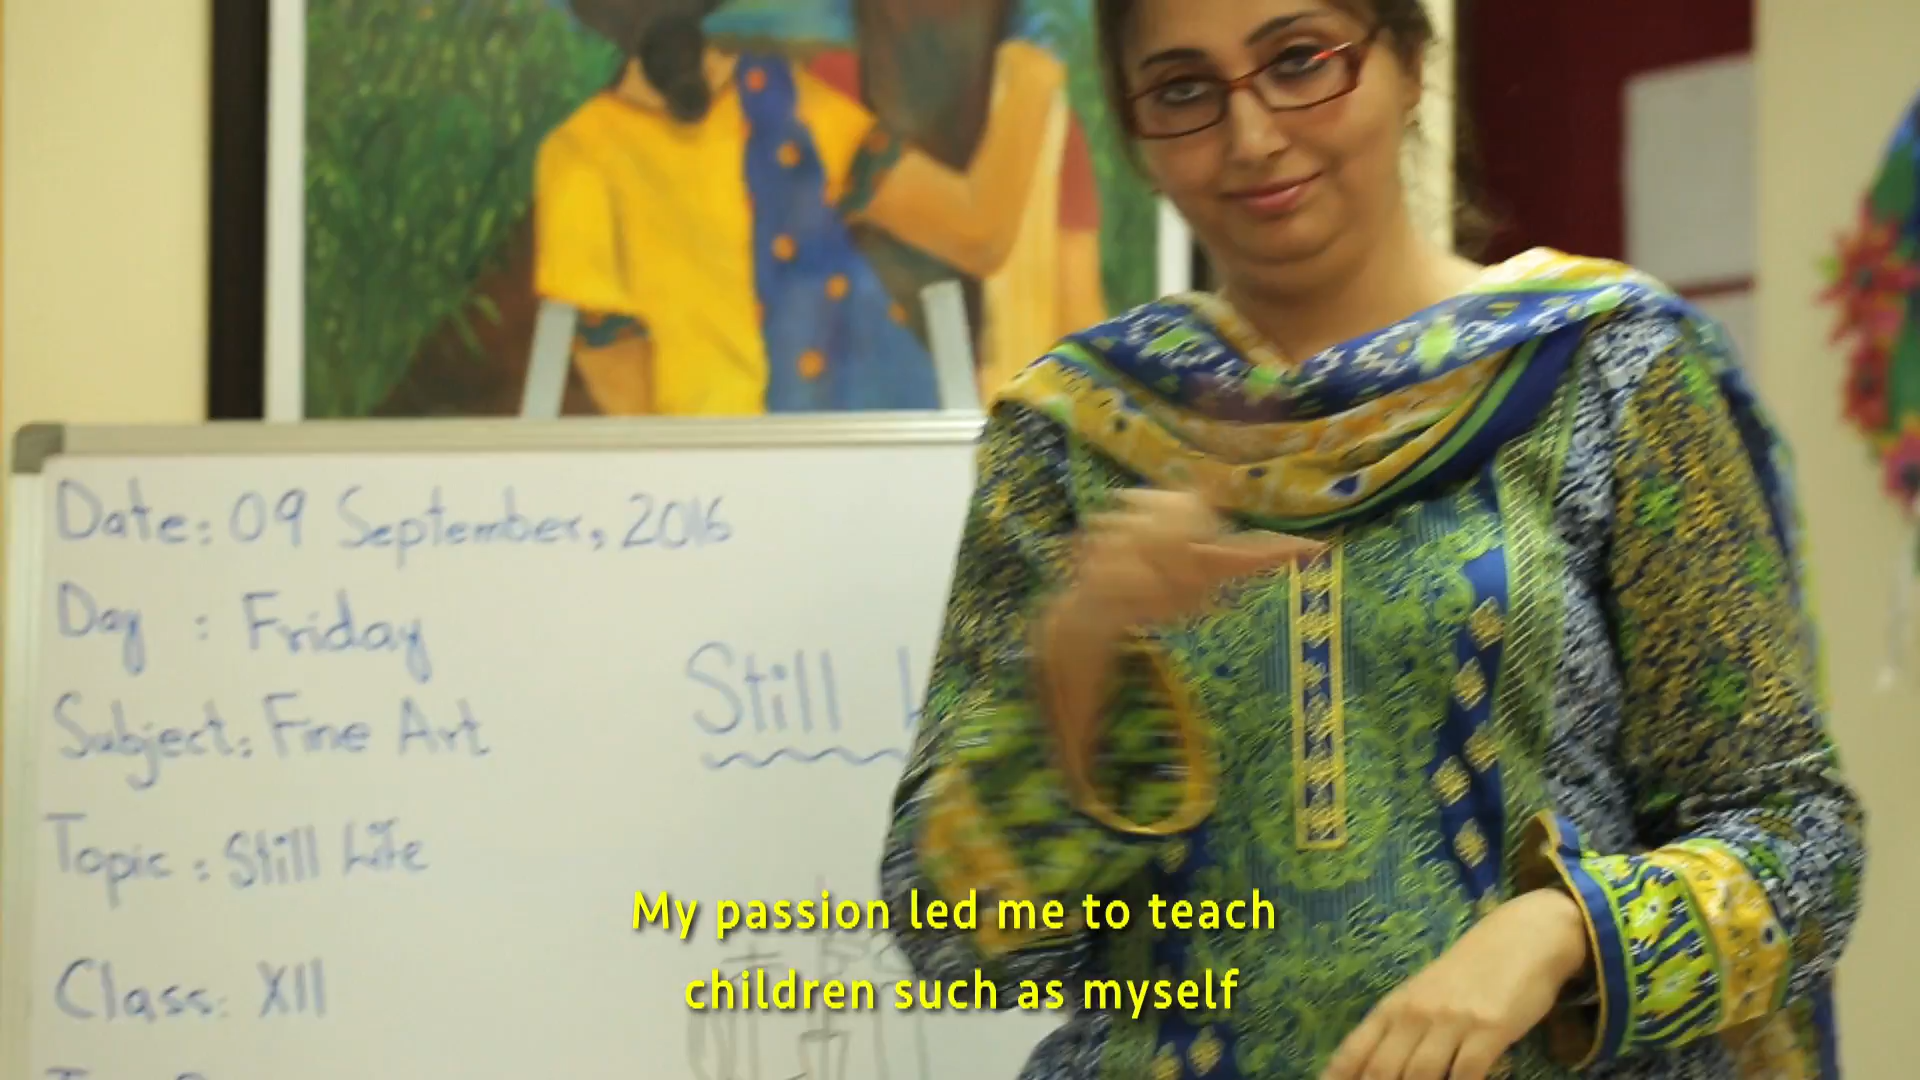 Date: 09 September, 2016
Day : Friday
Subject: Fine Art
Still
Topic : Still Life
Class: XII
My passion led me to teach
children such as myself